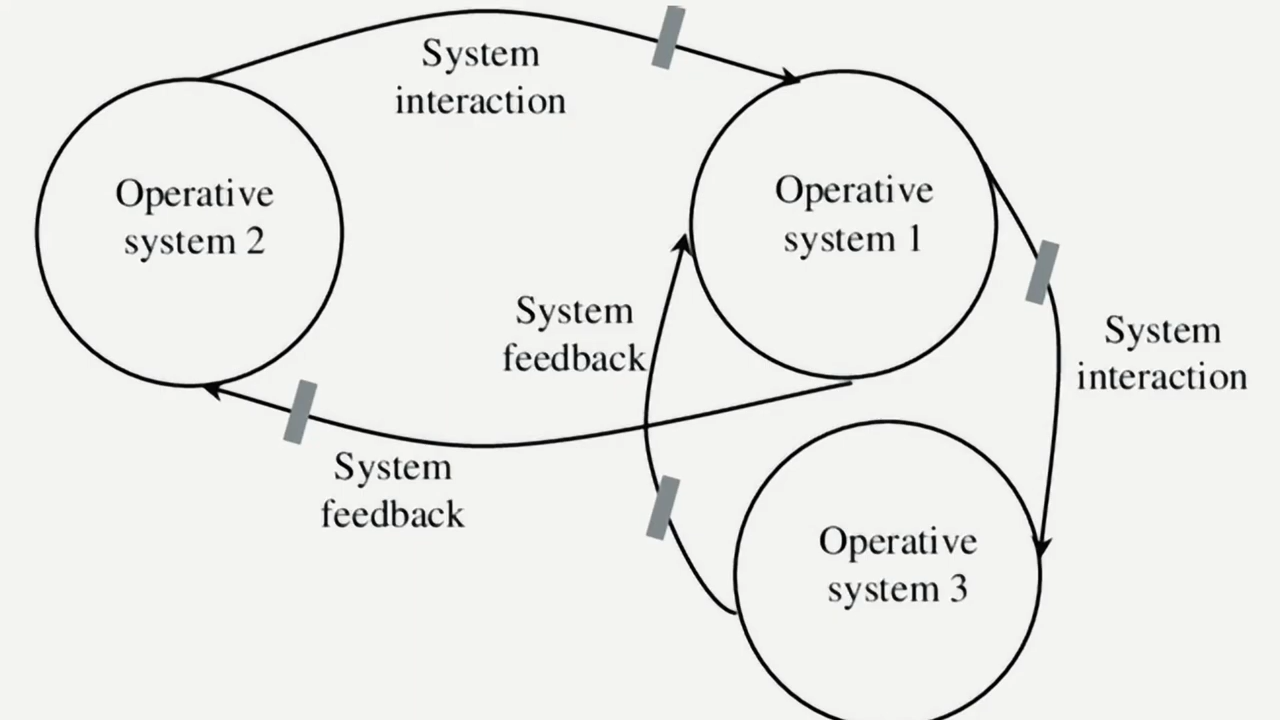 System
interaction
Operative
system 2
Operative
system 1
System
feedback
System
interaction
System
feedback
Operative
system 3